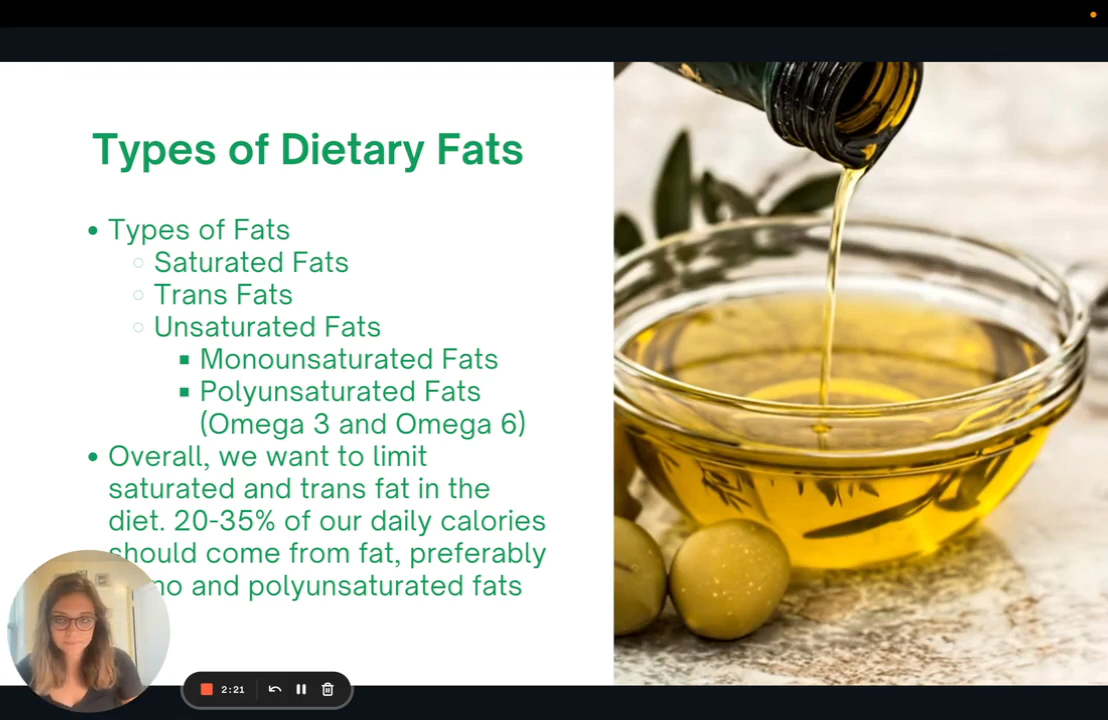 Types of Dietary Fats
Types of Fats
Saturated Fats
Trans Fats
Unsaturated Fats
Monounsaturated Fats
Polyunsaturated Fats
(Omega 3 and Omega 6)
Overall, we want to limit
saturated and trans fat in the
diet. 20-35% of our daily calories
should come from fat, preferably
and polyunsaturated fats
2:21